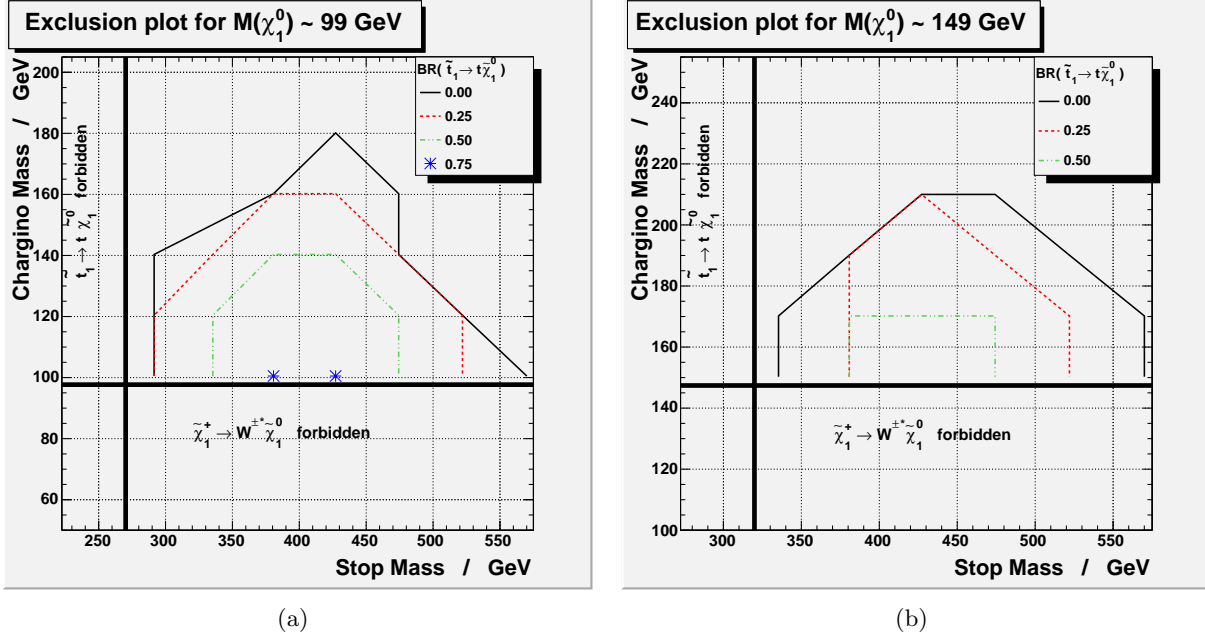 Exclusion plot for M(χ̃₁⁰) ~ 99 GeV
Chargino Mass / GeV
200
180
160
140
120
100
80
60
t̃₁ → t χ̃₁⁰ forbidden
BR( t̃₁ → tχ̃₁⁰ )
0.00
0.25
0.50
0.75
χ̃₁⁺ → W±* χ̃₁⁰ forbidden
250 300 350 400 450 500 550
Stop Mass / GeV
(a)
Exclusion plot for M(χ̃₁⁰) ~ 149 GeV
Chargino Mass / GeV
240
220
200
180
160
140
120
100
t̃₁ → t χ̃₁⁰ forbidden
BR( t̃₁ → tχ̃₁⁰ )
0.00
0.25
0.50
χ̃₁⁺ → W±* χ̃₁⁰ forbidden
300 350 400 450 500 550
Stop Mass / GeV
(b)